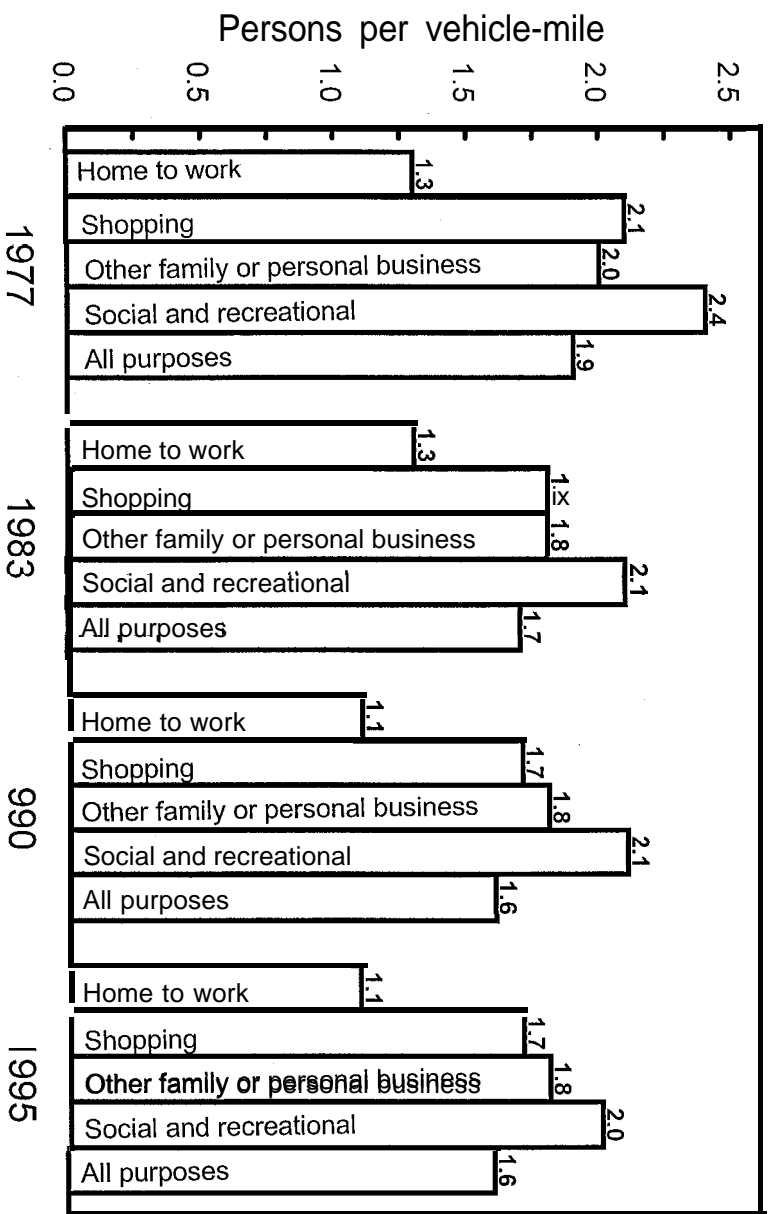 Persons per vehicle-mile
0.0
0.5
1.0
1.5
2.0
2.5
1977
Home to work
1.3
Shopping
2.1
Other family or personal business
2.0
Social and recreational
2.4
All purposes
1.9
1983
Home to work
1.3
Shopping
1.ix
Other family or personal business
1.8
Social and recreational
2.1
All purposes
1.7
990
Home to work
1.1
Shopping
1.7
Other family or personal business
1.8
Social and recreational
2.1
All purposes
1.6
I995
Home to work
1.1
Shopping
1.7
Other family or personal business
1.8
Social and recreational
2.0
All purposes
1.6